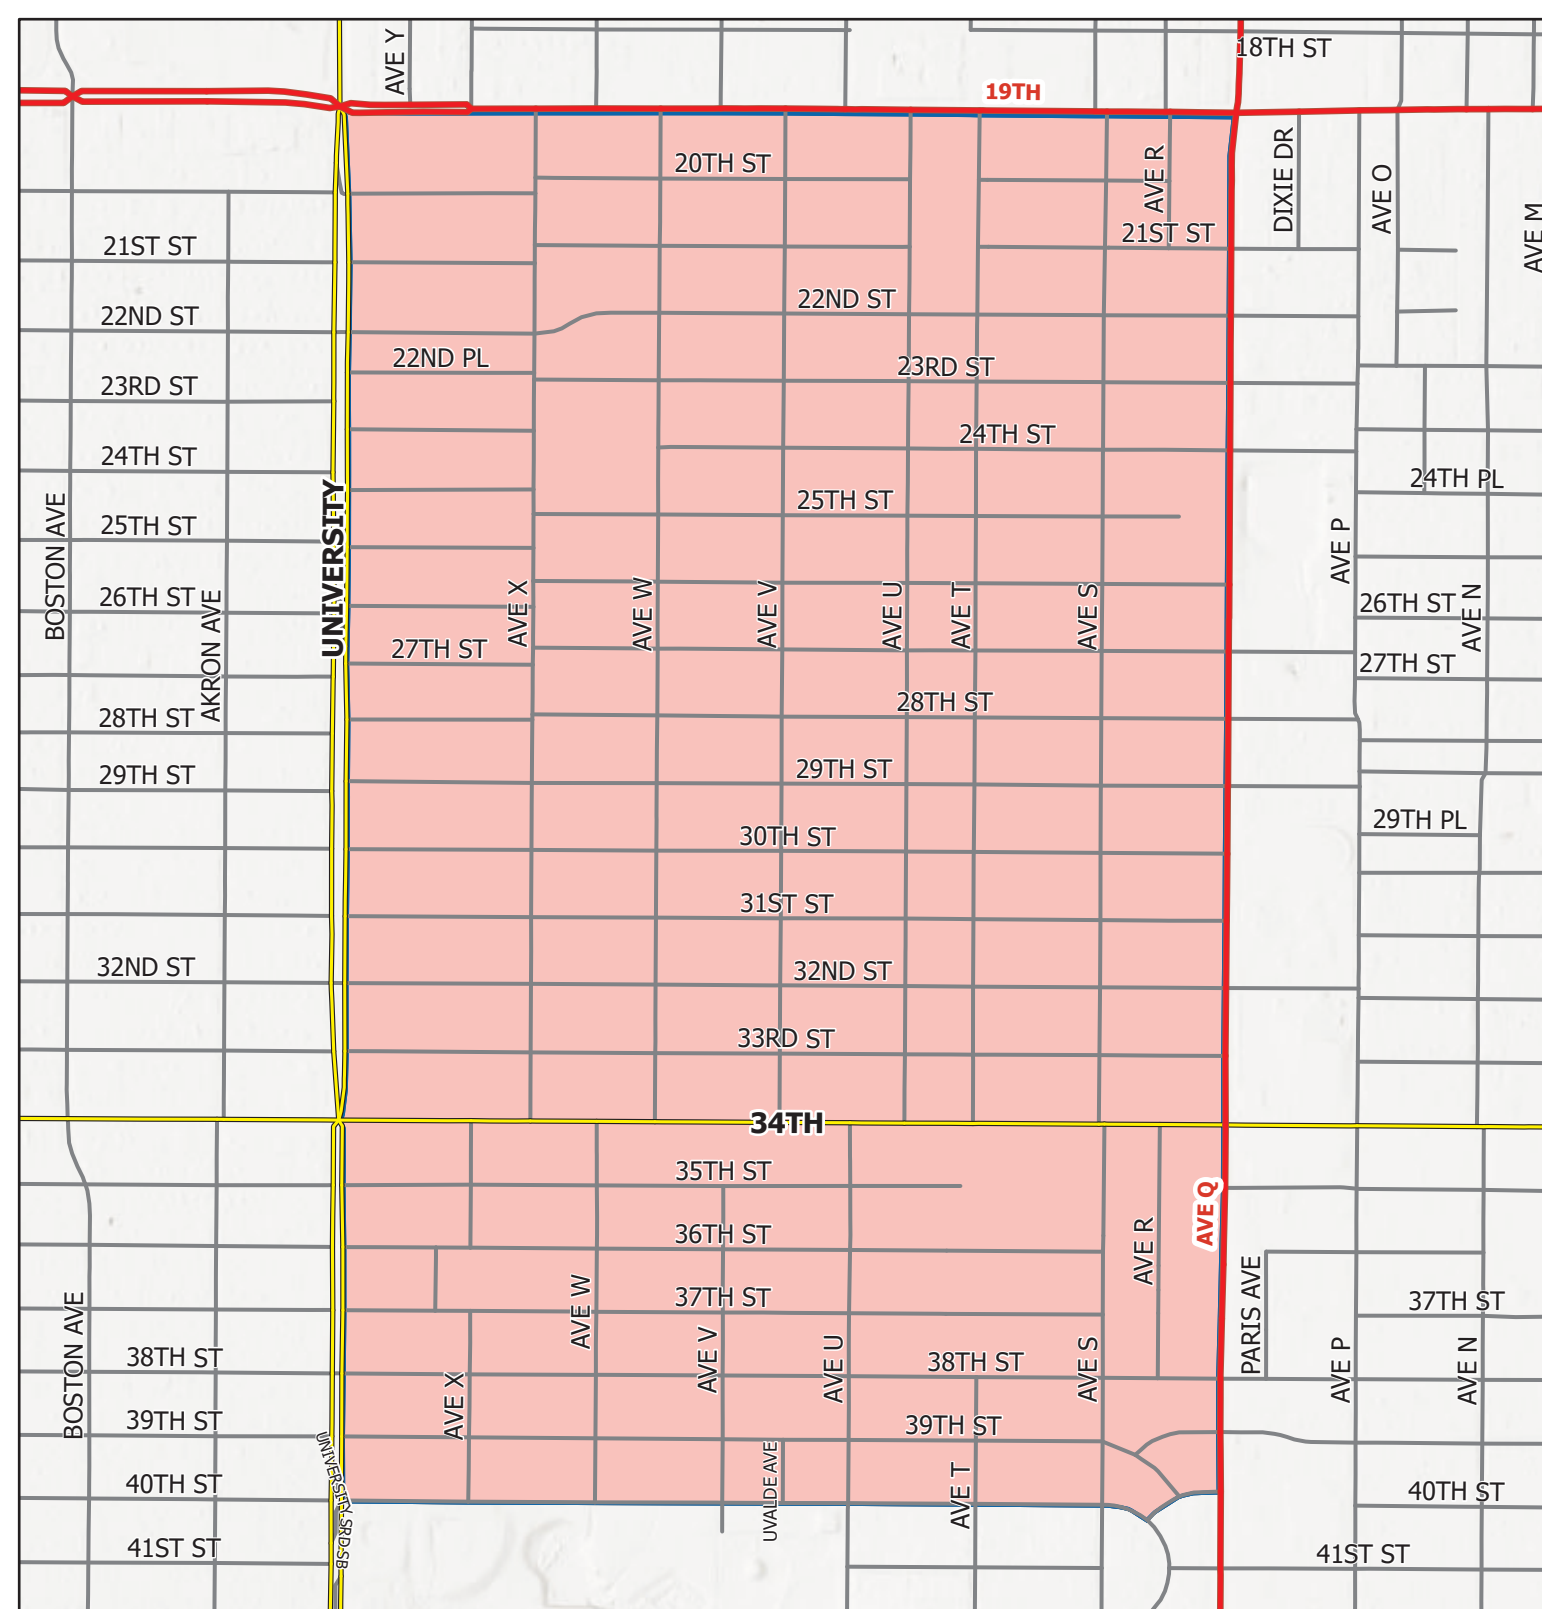 AVE Y
18TH ST
19TH
20TH ST
AVE R
DIXIE DR
AVE O
AVE M
21ST ST
21ST ST
22ND ST
22ND ST
22ND PL
23RD ST
23RD ST
24TH ST
24TH ST
24TH PL
25TH ST
25TH ST
BOSTON AVE
UNIVERSITY
AVE P
26TH ST
26TH ST
AKRON AVE
AVE X
AVE W
AVE V
AVE U
AVE T
AVE S
AVE N
27TH ST
27TH ST
28TH ST
28TH ST
29TH ST
29TH ST
29TH PL
30TH ST
31ST ST
32ND ST
32ND ST
33RD ST
34TH
35TH ST
AVE Q
36TH ST
AVE R
PARIS AVE
37TH ST
37TH ST
BOSTON AVE
AVE W
AVE V
AVE U
AVE S
AVE P
AVE N
38TH ST
38TH ST
AVE X
39TH ST
39TH ST
UNIVERSITY SRD SB
UVALDE AVE
AVE T
40TH ST
40TH ST
41ST ST
41ST ST